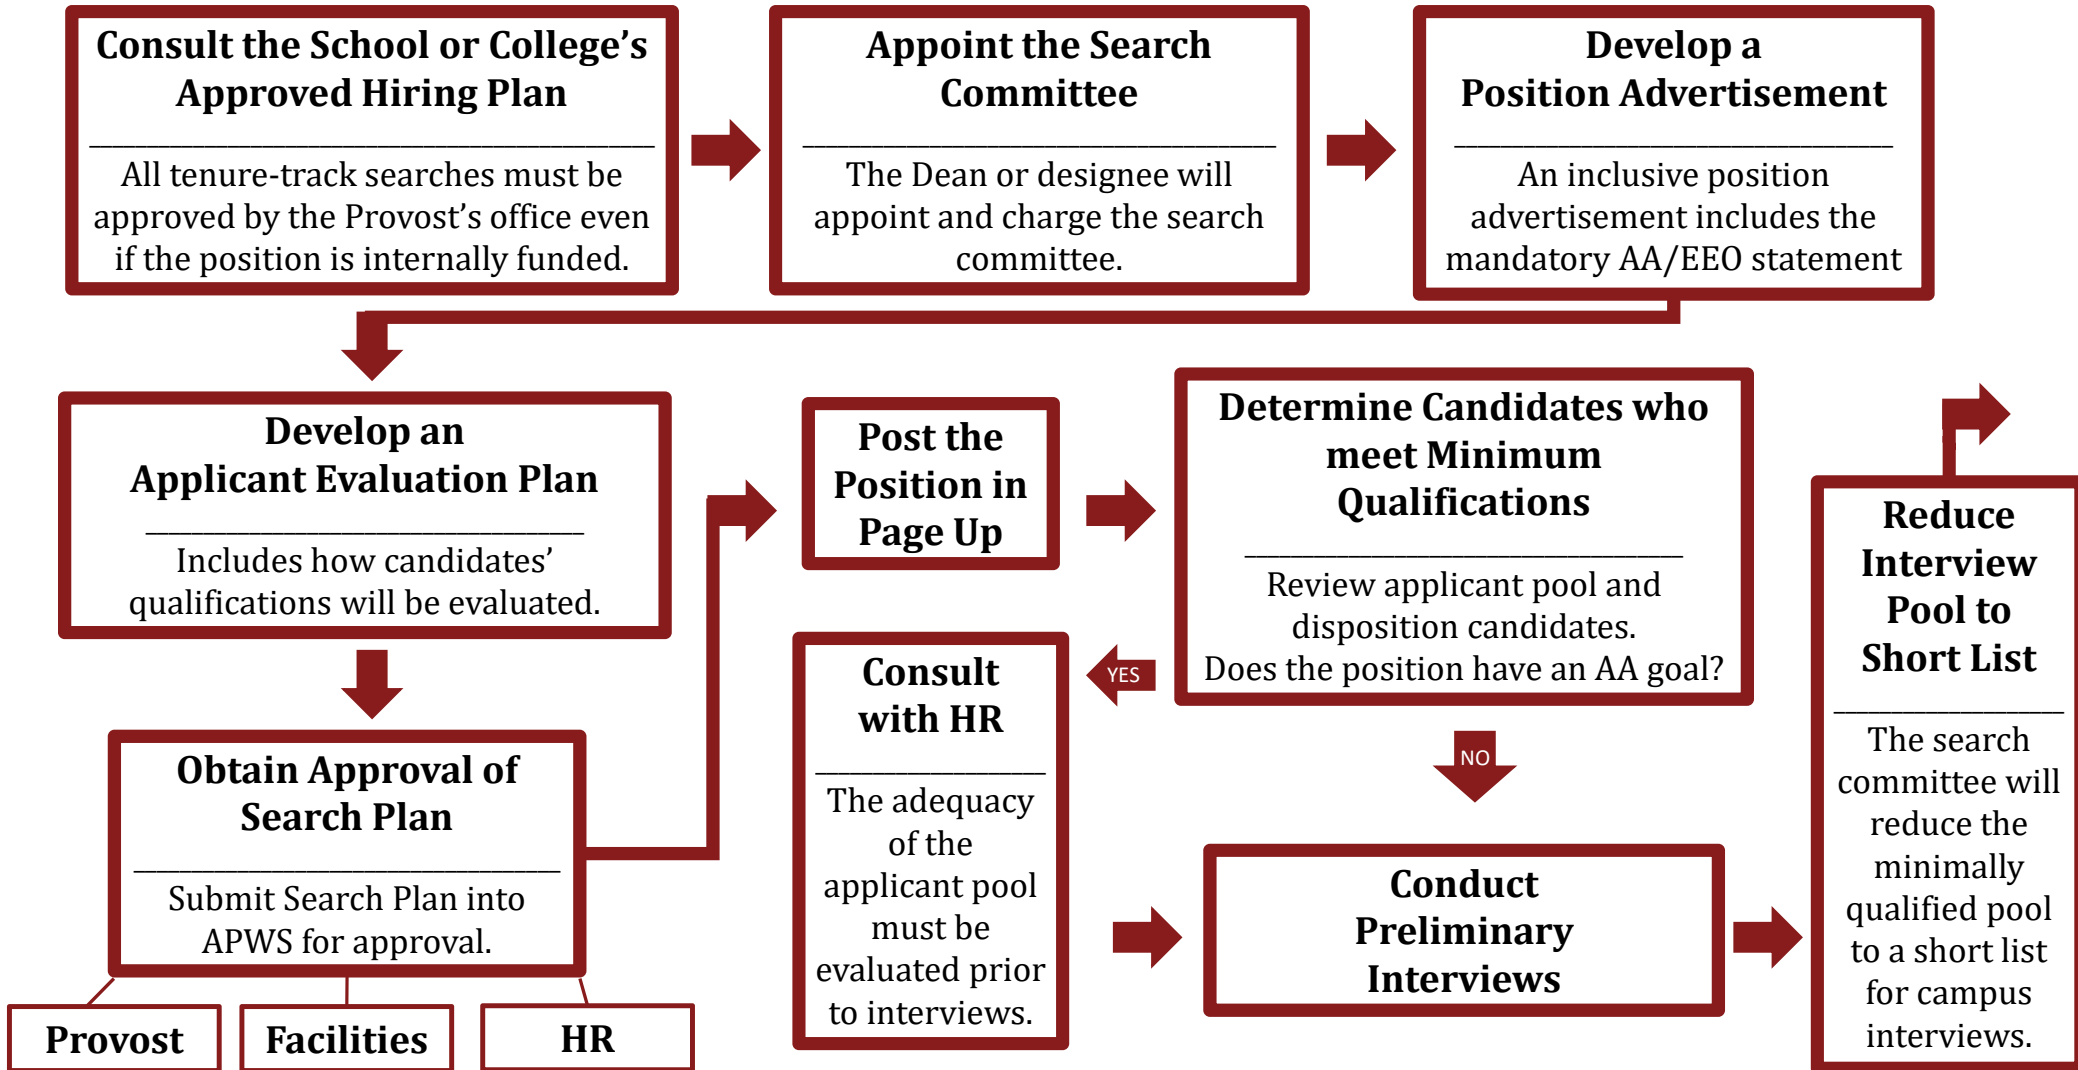 Consult the School or College’s
Approved Hiring Plan
All tenure-track searches must be
approved by the Provost’s office even
if the position is internally funded.
Appoint the Search
Committee
The Dean or designee will
appoint and charge the search
committee.
Develop a
Position Advertisement
An inclusive position
advertisement includes the
mandatory AA/EEO statement
Develop an
Applicant Evaluation Plan
Includes how candidates’
qualifications will be evaluated.
Obtain Approval of
Search Plan
Submit Search Plan into
APWS for approval.
Provost
Facilities
HR
Post the
Position in
Page Up
Determine Candidates who
meet Minimum
Qualifications
Review applicant pool and
disposition candidates.
Does the position have an AA goal?
YES
NO
Consult
with HR
The adequacy
of the
applicant pool
must be
evaluated prior
to interviews.
Conduct
Preliminary
Interviews
Reduce
Interview
Pool to
Short List
The search
committee will
reduce the
minimally
qualified pool
to a short list
for campus
interviews.